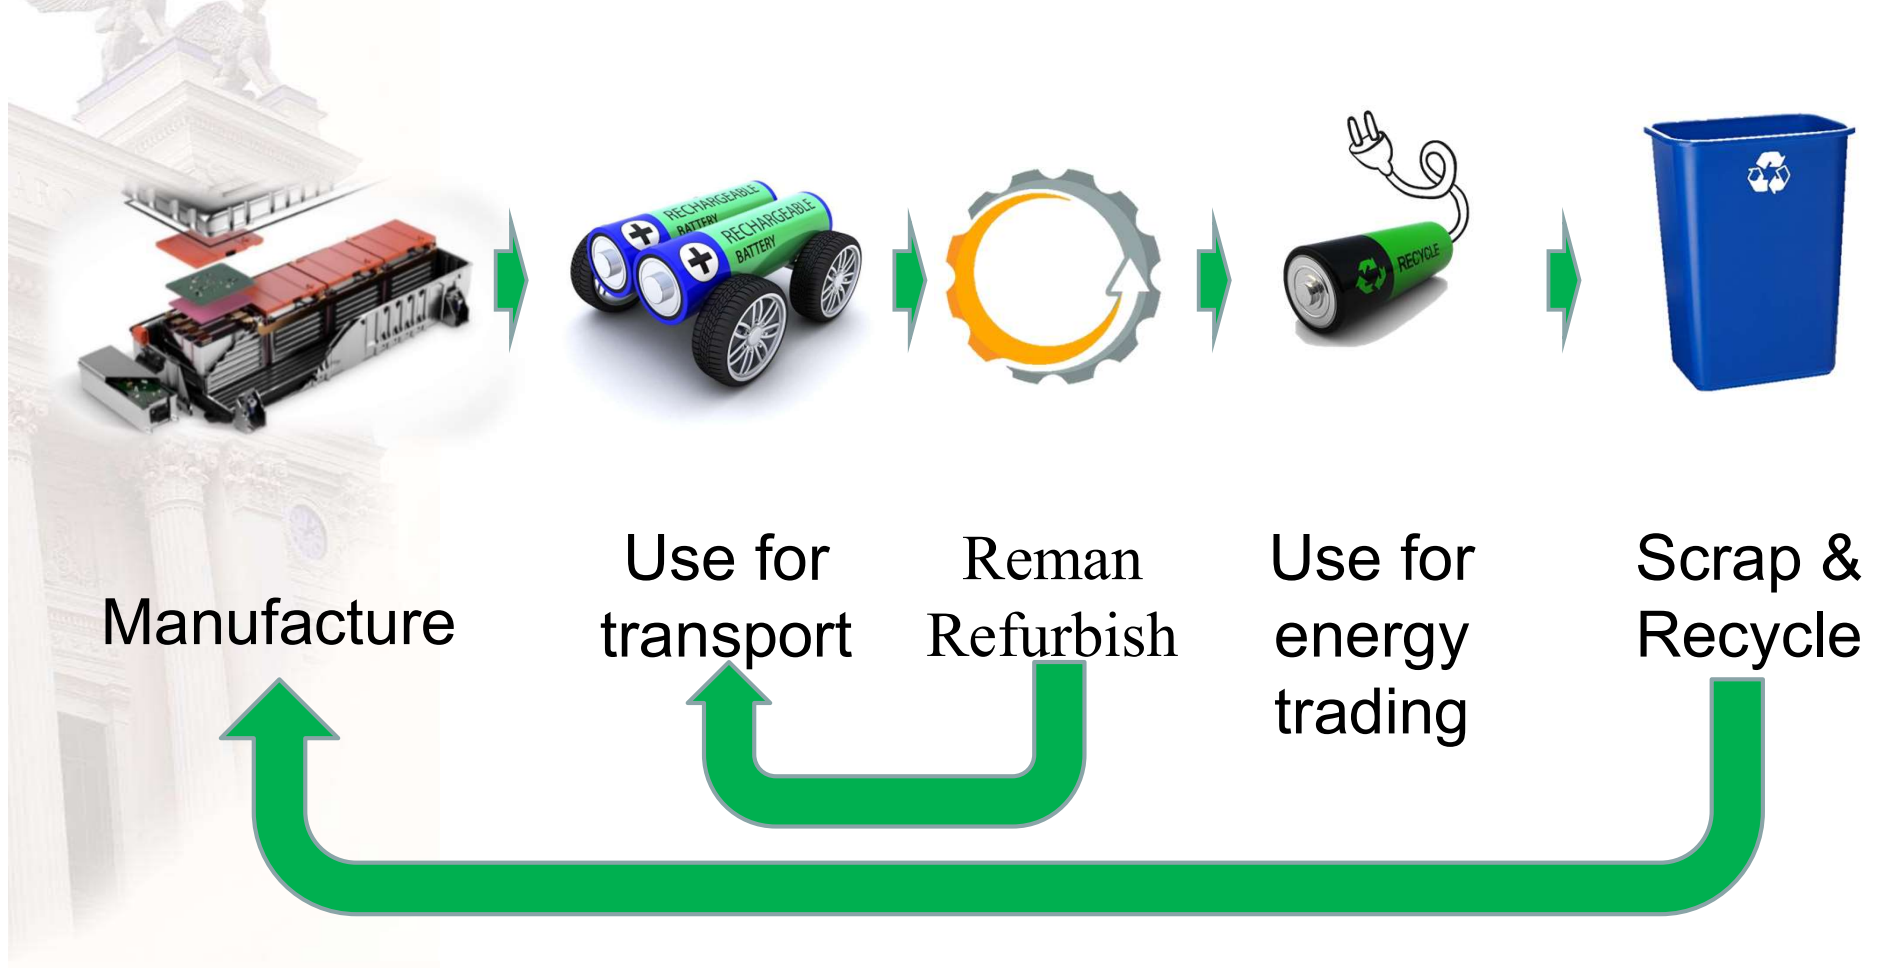 RECHARGEABLE
BATTERY
RECHARGEABLE
BATTERY
RECYCLE
Manufacture
Use for
transport
Reman
Refurbish
Use for
energy
trading
Scrap &
Recycle